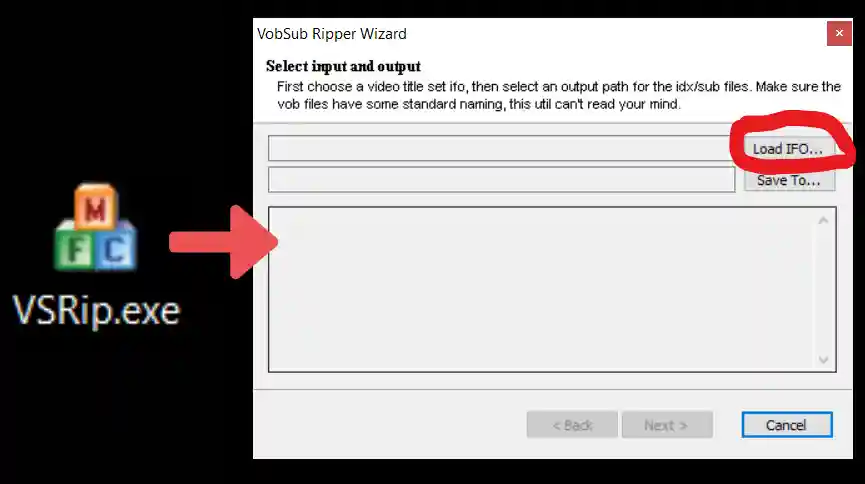 VobSub Ripper Wizard
Select input and output
First choose a video title set ifo, then select an output path for the idx/sub files. Make sure the
vob files have some standard naming, this util can't read your mind.
Load IFO...
Save To...
M
F C
VSRip.exe
< Back
Next >
Cancel